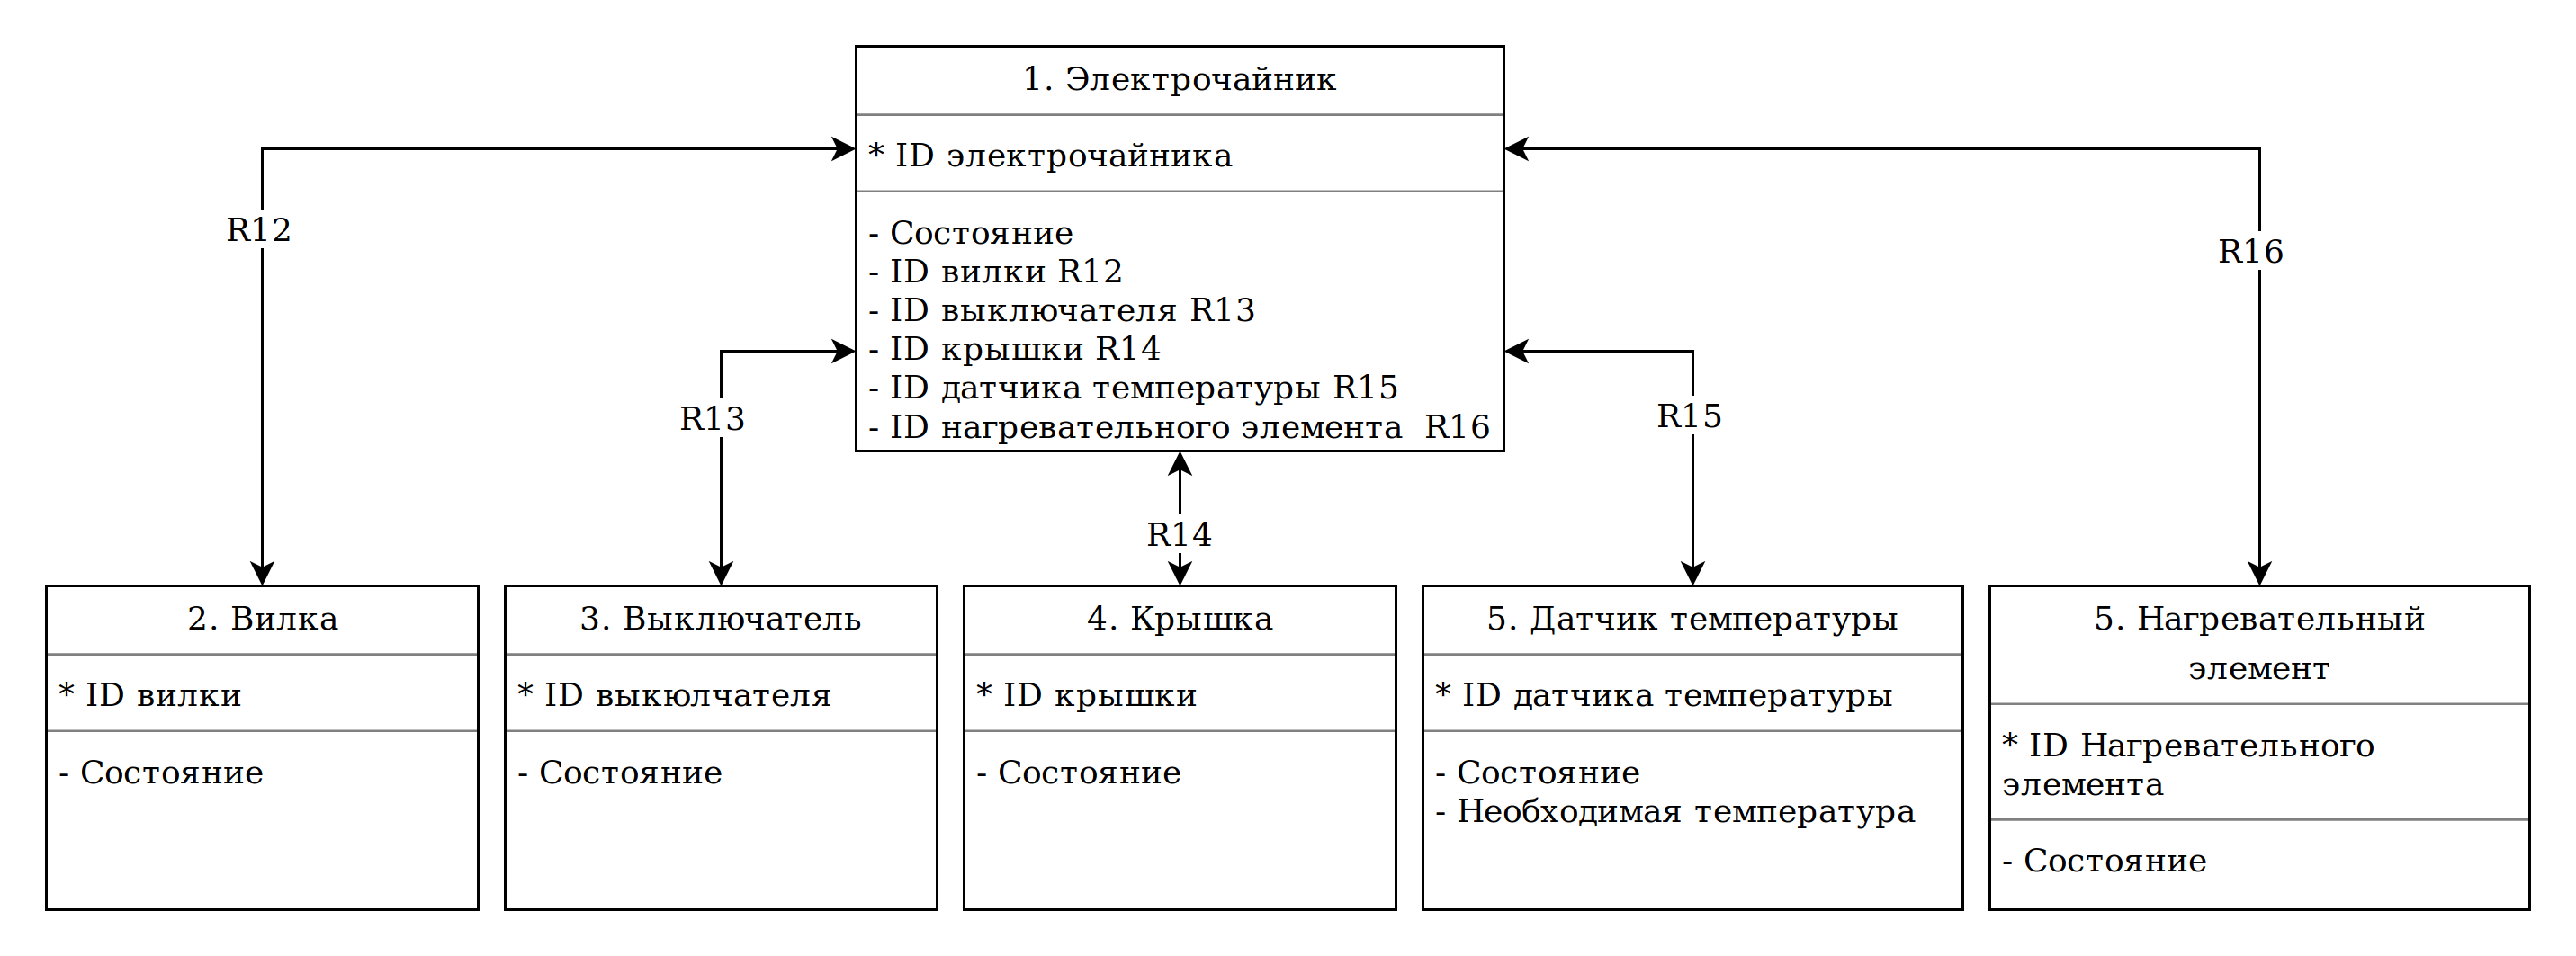 1. Электрочайник
* ID электрочайника
- Состояние
- ID вилки R12
- ID выключателя R13
- ID крышки R14
- ID датчика температуры R15
- ID нагревательного элемента  R16
R12
R13
R14
R15
R16
2. Вилка
* ID вилки
- Состояние
3. Выключатель
* ID выкюлчателя
- Состояние
4. Крышка
* ID крышки
- Состояние
5. Датчик температуры
* ID датчика температуры
- Состояние
- Необходимая температура
5. Нагревательный
элемент
* ID Нагревательного
элемента
- Состояние